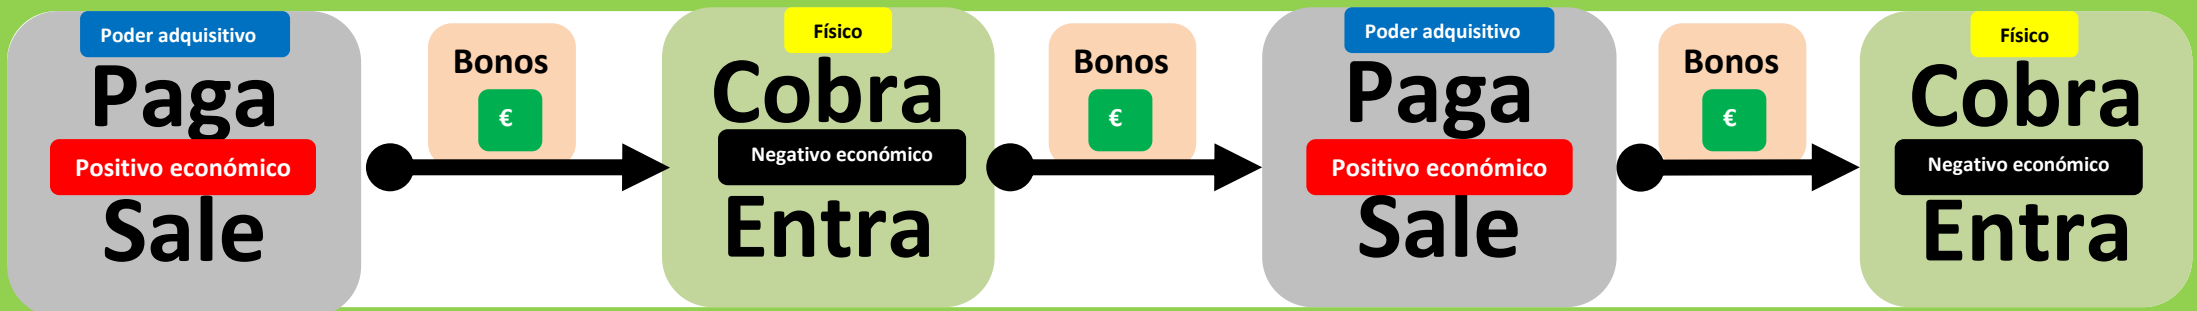 Poder adquisitivo
Paga
Positivo económico
Sale
Bonos
€
Físico
Cobra
Negativo económico
Entra
Bonos
€
Poder adquisitivo
Paga
Positivo económico
Sale
Bonos
€
Físico
Cobra
Negativo económico
Entra